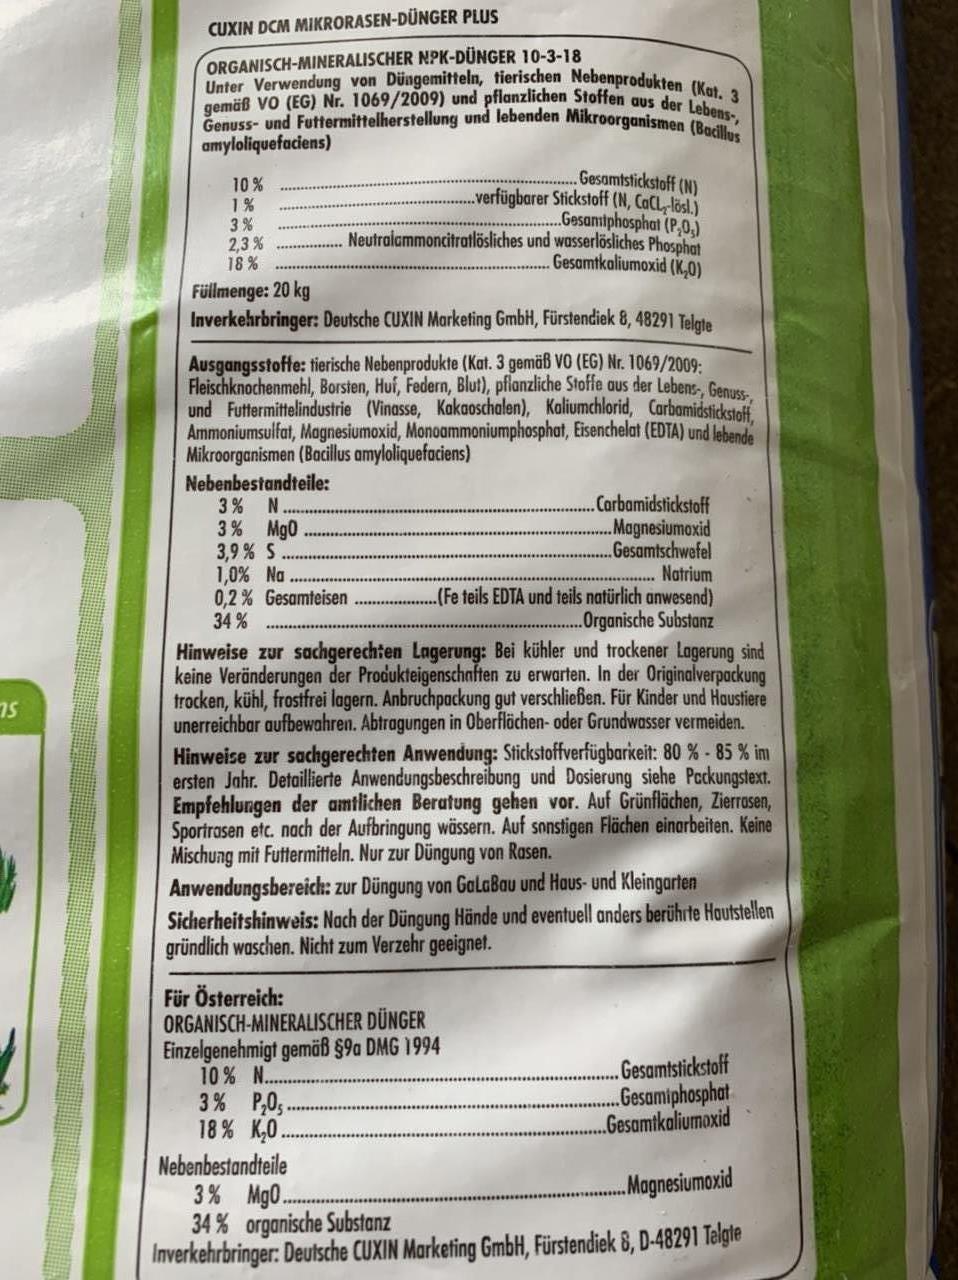 CUXIN DCM MIKRORASEN-DÜNGER PLUS
ORGANISCH-MINERALISCHER NPK-DÜNGER 10-3-18
Unter Verwendung von Düngemitteln, tierischen Nebenprodukten (Kat. 3
gemäß VO (EG) Nr. 1069/2009) und pflanzlichen Stoffen aus der Lebens-,
Genuss- und Futtermittelherstellung und lebenden Mikroorganismen (Bacillus
amyloliquefaciens)
10 % ........ Gesamtstickstoff (N)
1 % ........ verfügbarer Stickstoff (N, CaCL₂-lösl.)
3 % ........ Gesamtphosphat (P₂O₅)
2,3 % ........ Neutralammoncitratlösliches und wasserlösliches Phosphat
18 % ........ Gesamtkaliumoxid (K₂O)
Füllmenge: 20 kg
Inverkehrbringer: Deutsche CUXIN Marketing GmbH, Fürstendiek 8, 48291 Telgte
Ausgangsstoffe: tierische Nebenprodukte (Kat. 3 gemäß VO (EG) Nr. 1069/2009:
Fleischknochenmehl, Borsten, Huf, Federn, Blut), pflanzliche Stoffe aus der Lebens-, Genuss-,
und Futtermittelindustrie (Vinasse, Kakaoschalen), Kaliumchlorid, Carbamidstickstoff,
Ammoniumsulfat, Magnesiumoxid, Monoammoniumphosphat, Eisenchelat (EDTA) und lebende
Mikroorganismen (Bacillus amyloliquefaciens)
Nebenbestandteile:
3 % N ........ Carbamidstickstoff
3 % MgO ........ Magnesiumoxid
3,9 % S ........ Gesamtschwefel
1,0% Na ........ Natrium
0,2 % Gesamteisen ........ (Fe teils EDTA und teils natürlich anwesend)
34 % ........ Organische Substanz
Hinweise zur sachgerechten Lagerung: Bei kühler und trockener Lagerung sind
keine Veränderungen der Produkteigenschaften zu erwarten. In der Originalverpackung
trocken, kühl, frostfrei lagern. Anbruchpackung gut verschließen. Für Kinder und Haustiere
unerreichbar aufbewahren. Abtragungen in Oberflächen- oder Grundwasser vermeiden.
Hinweise zur sachgerechten Anwendung: Stickstoffverfügbarkeit: 80 % - 85 % im
ersten Jahr. Detaillierte Anwendungsbeschreibung und Dosierung siehe Packungstext.
Empfehlungen der amtlichen Beratung gehen vor. Auf Grünflächen, Zierrasen,
Sportrasen etc. nach der Aufbringung wässern. Auf sonstigen Flächen einarbeiten. Keine
Mischung mit Futtermitteln. Nur zur Düngung von Rasen.
Anwendungsbereich: zur Düngung von GaLaBau und Haus- und Kleingarten
Sicherheitshinweis: Nach der Düngung Hände und eventuell anders berührte Hautstellen
gründlich waschen. Nicht zum Verzehr geeignet.
Für Österreich:
ORGANISCH-MINERALISCHER DÜNGER
Einzelgenehmigt gemäß §9a DMG 1994
10 % N ........ Gesamtstickstoff
3 % P₂O₅ ........ Gesamtphosphat
18 % K₂O ........ Gesamtkaliumoxid
Nebenbestandteile
3 % MgO ........ Magnesiumoxid
34 % organische Substanz
Inverkehrbringer: Deutsche CUXIN Marketing GmbH, Fürstendiek 8, D-48291 Telgte